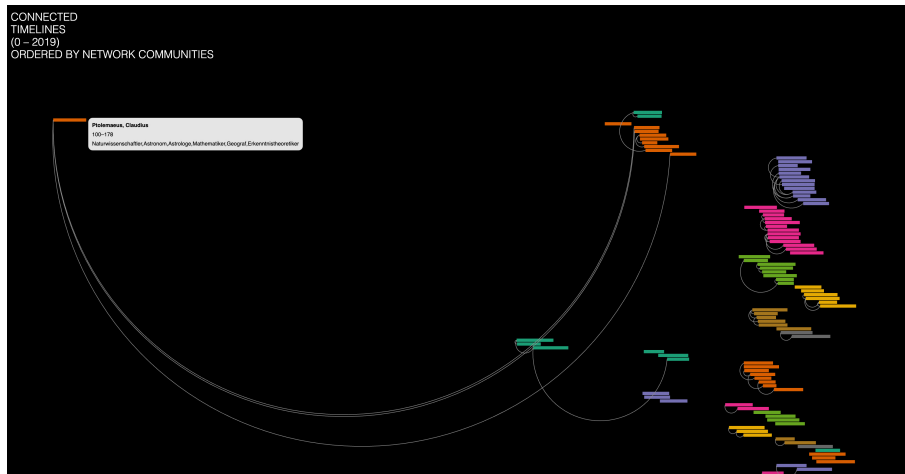 CONNECTED
TIMELINES
(0 – 2019)
ORDERED BY NETWORK COMMUNITIES
Ptolemaeus, Claudius
100–178
Naturwissenschaftler,Astronom,Astrologe,Mathematiker,Geograf,Erkenntnistheoretiker